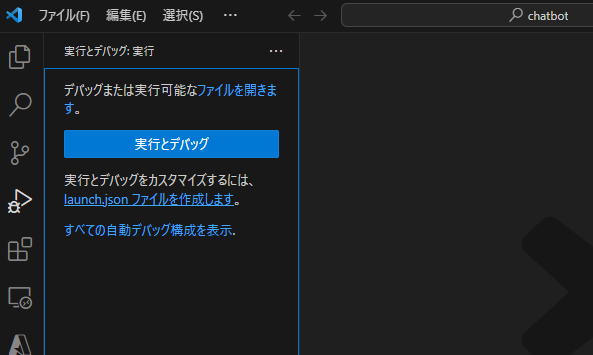 ファイル(F) 編集(E) 選択(S) … chatbot
実行とデバッグ: 実行 …
デバッグまたは実行可能なファイルを開きま
す。
実行とデバッグ
実行とデバッグをカスタマイズするには、
launch.json ファイルを作成します。
すべての自動デバッグ構成を表示.